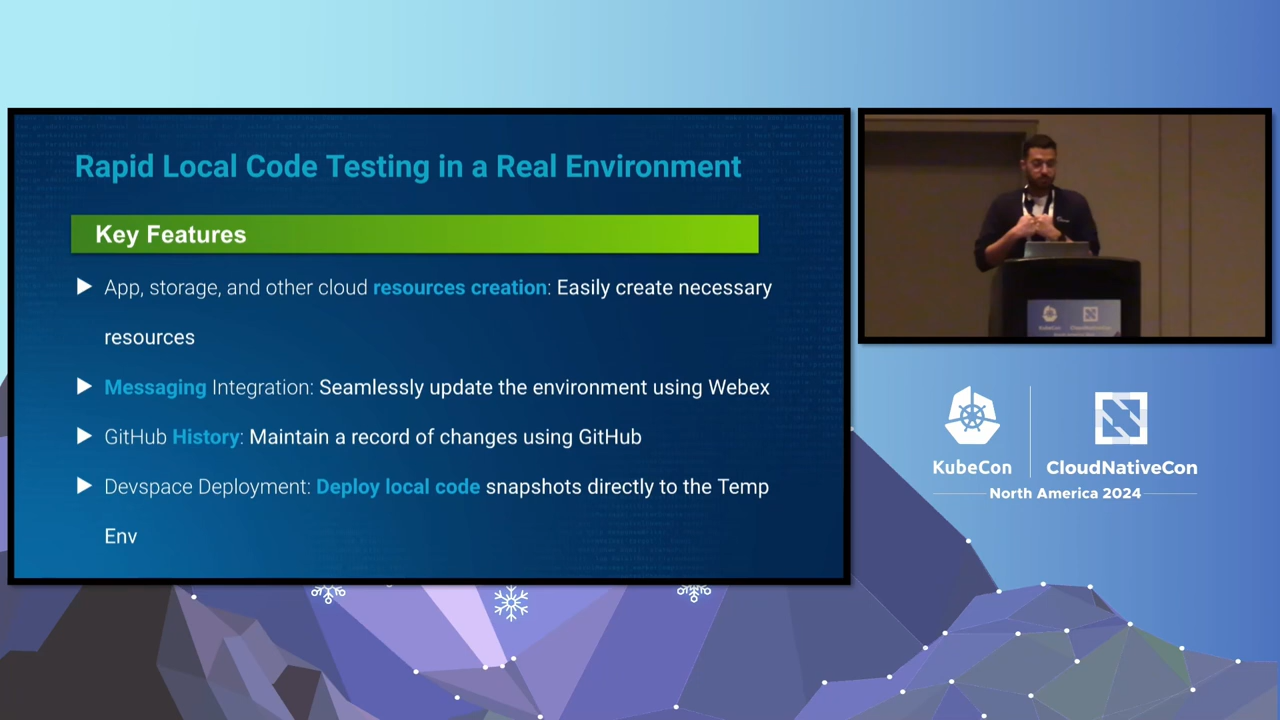 Rapid Local Code Testing in a Real Environment
Key Features
App, storage, and other cloud resources creation: Easily create necessary
resources
Messaging Integration: Seamlessly update the environment using Webex
GitHub History: Maintain a record of changes using GitHub
Devspace Deployment: Deploy local code snapshots directly to the Temp
Env
KubeCon CloudNativeCon
KubeCon CloudNativeCon
North America 2024